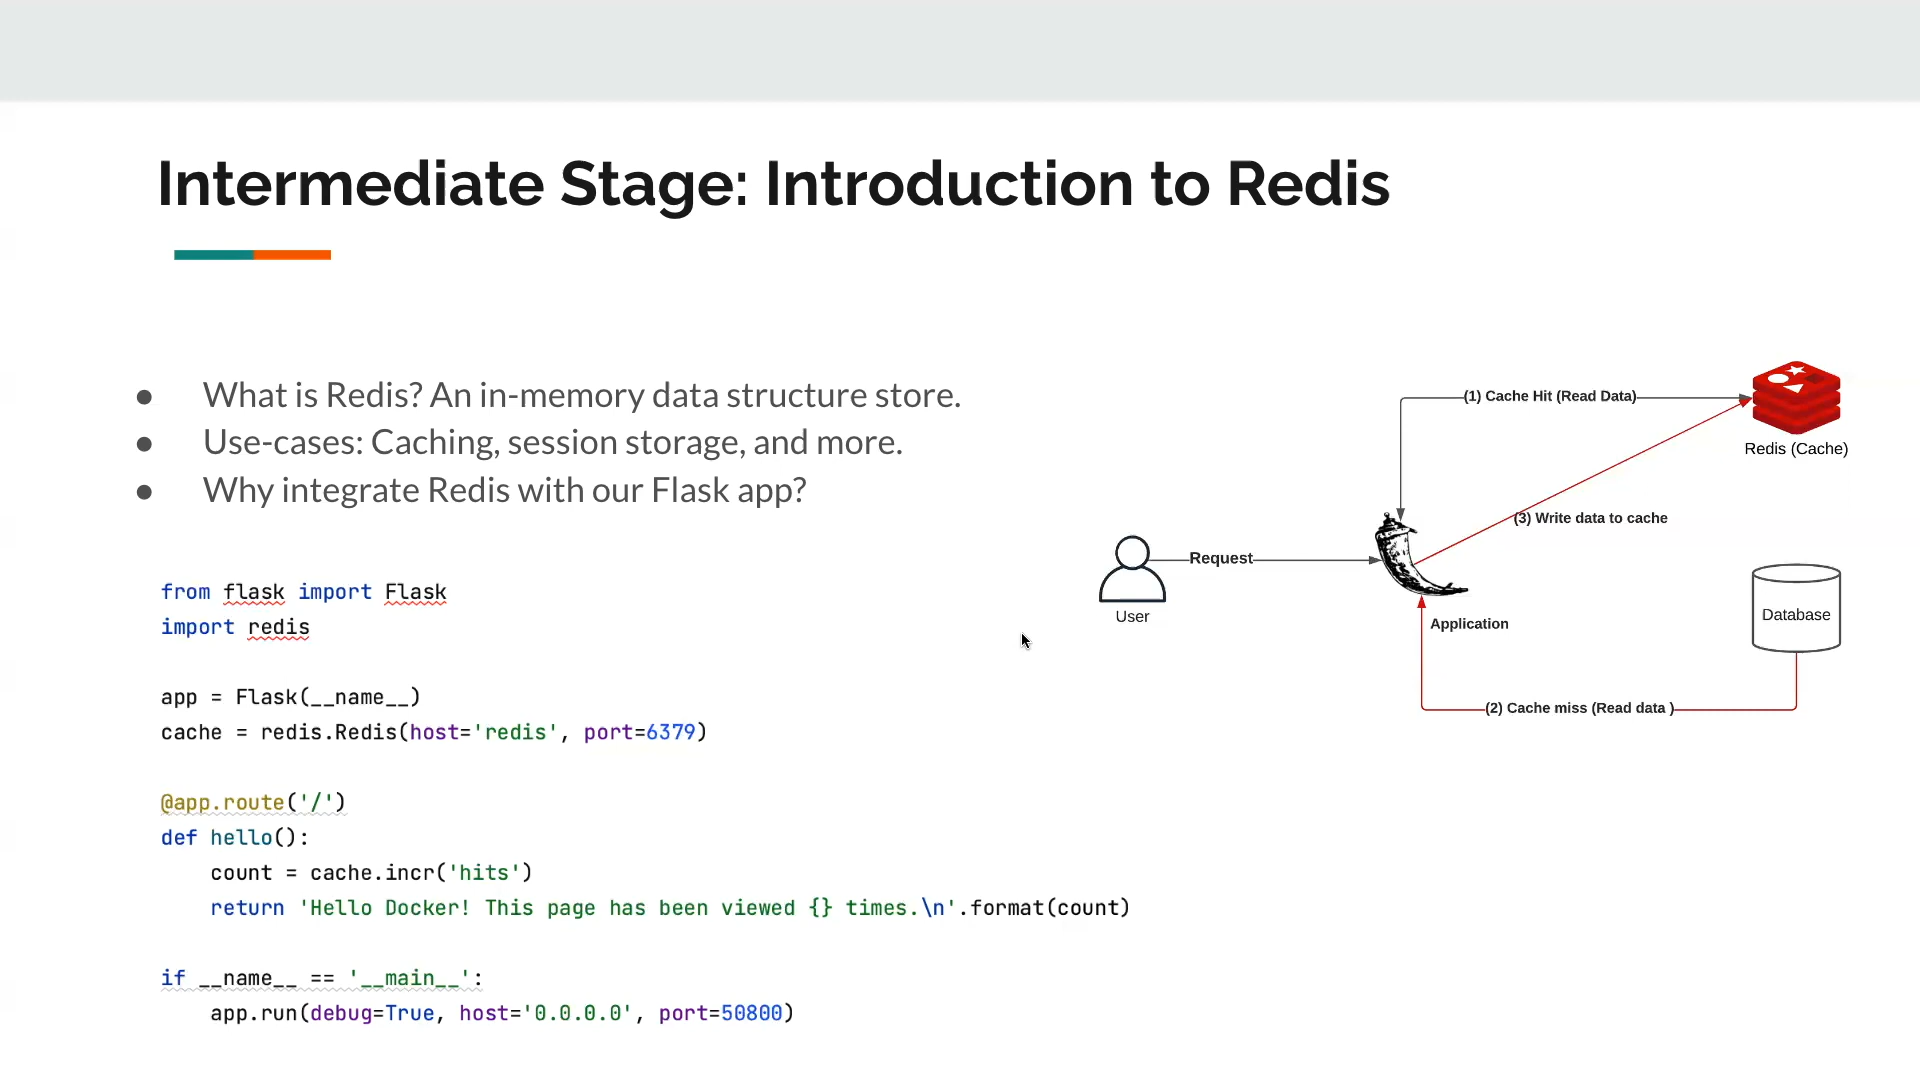 Intermediate Stage: Introduction to Redis
● What is Redis? An in-memory data structure store.
● Use-cases: Caching, session storage, and more.
● Why integrate Redis with our Flask app?
from flask import Flask
import redis
app = Flask(__name__)
cache = redis.Redis(host='redis', port=6379)
@app.route('/')
def hello():
    count = cache.incr('hits')
    return 'Hello Docker! This page has been viewed {} times.\n'.format(count)
if __name__ == '__main__':
    app.run(debug=True, host='0.0.0.0', port=50800)
(1) Cache Hit (Read Data)
Redis (Cache)
(3) Write data to cache
Request
User
Application
Database
(2) Cache miss (Read data )